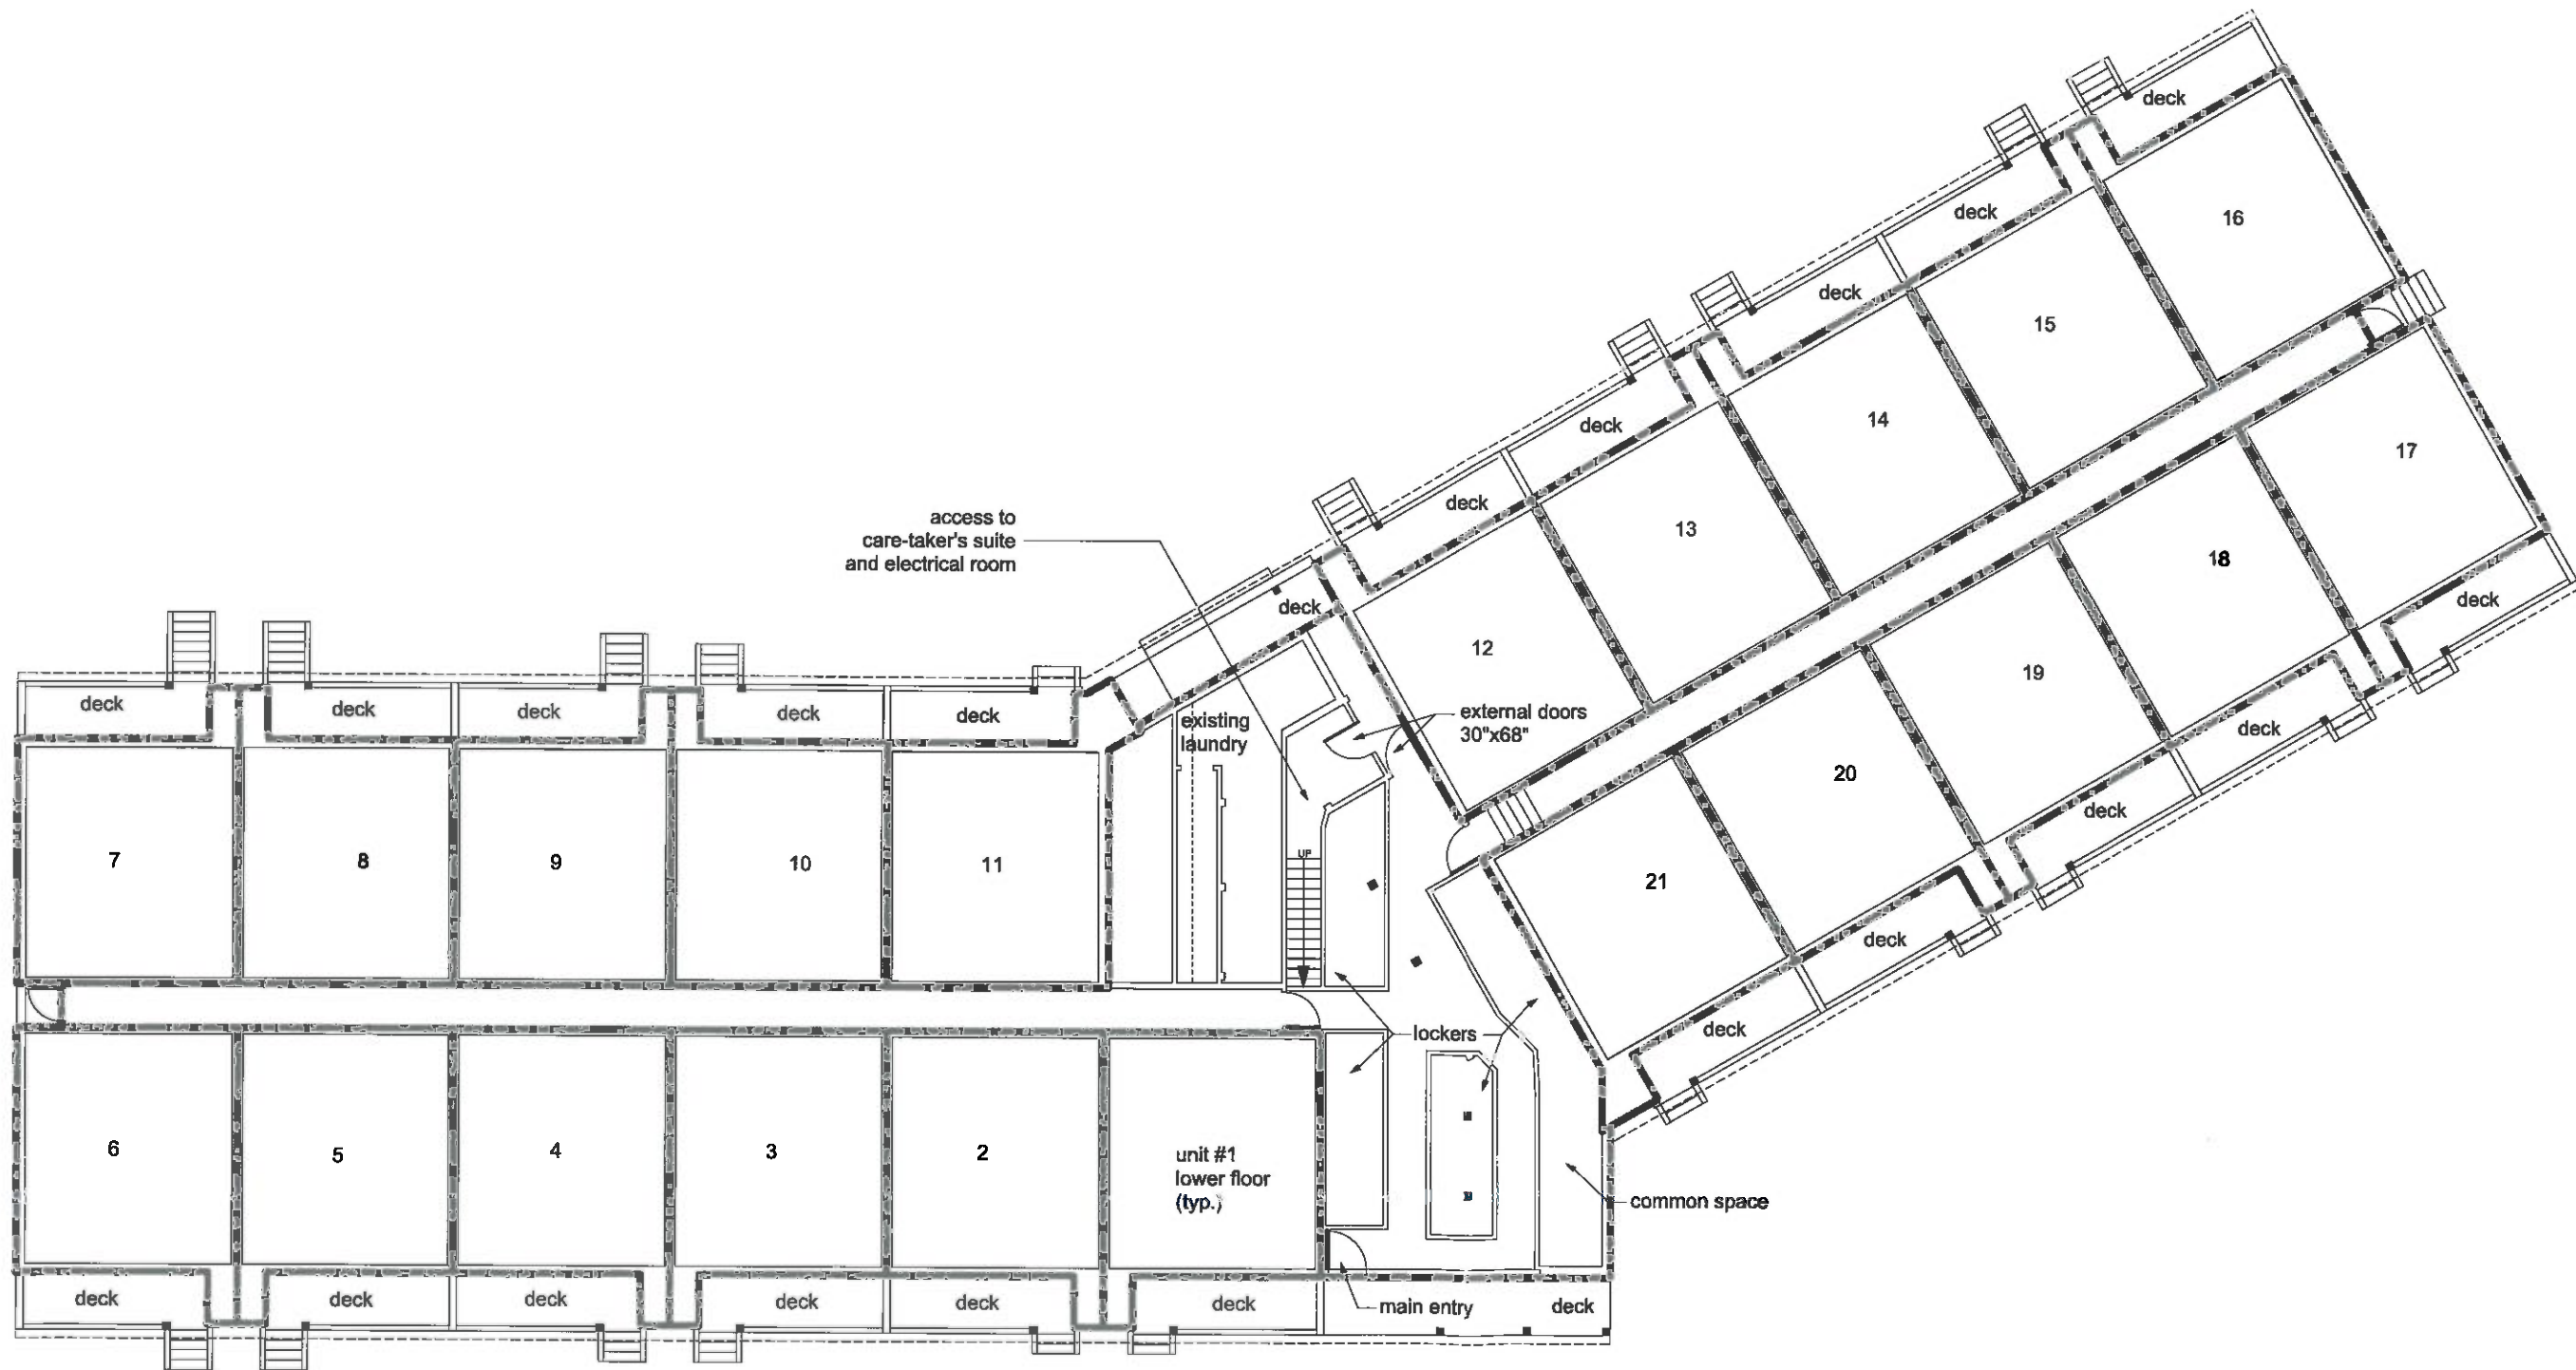 deck
16
deck
15
deck
14
deck
13
deck
12
deck
17
18
deck
19
deck
20
deck
21
deck
deck
access to
care-taker's suite
and electrical room
external doors
30"x68"
existing
laundry
UP
deck
deck
deck
deck
deck
7
8
9
10
11
lockers
6
5
4
3
2
unit #1
lower floor
(typ.)
common space
deck
deck
deck
deck
deck
deck
main entry
deck